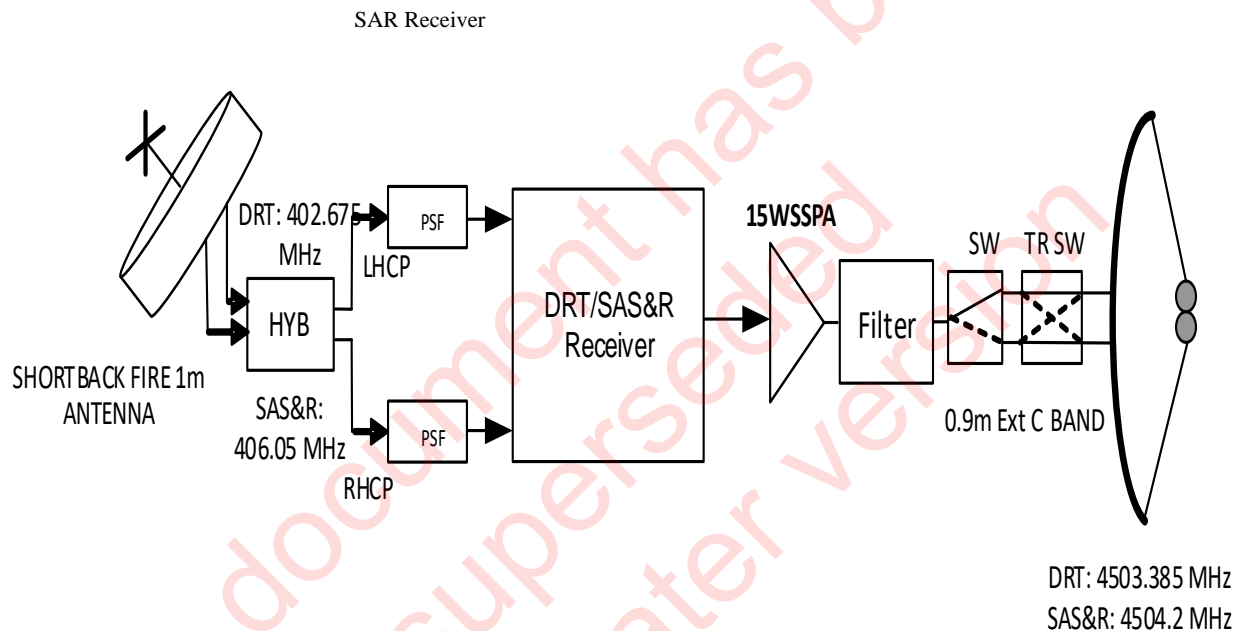 SAR Receiver
DRT: 402.675
MHz
LHCP
PSF
HYB
SHORTBACK FIRE 1m
ANTENNA
SAS&R:
406.05 MHz
RHCP
PSF
DRT/SAS&R
Receiver
15WSSPA
Filter
SW
TR SW
0.9m Ext C BAND
DRT: 4503.385 MHz
SAS&R: 4504.2 MHz
document has b
superseded
ater version